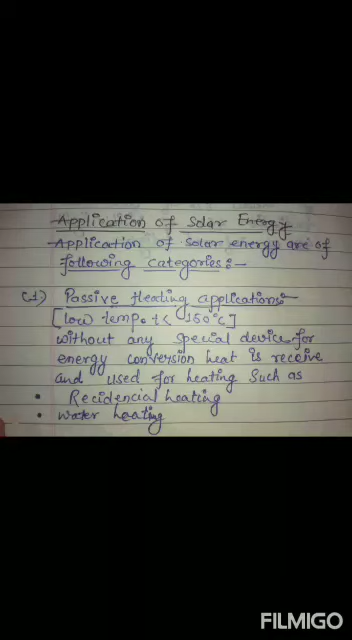 Application of Solar Energy
Application of solar energy are of
following categories:-
(1) Passive Heading applications-
[low temp. t < 150°C]
without any special device for
energy conversion heat is receive
and used for heating such as
• Recidencial heating
• Water heating
FILMIGO